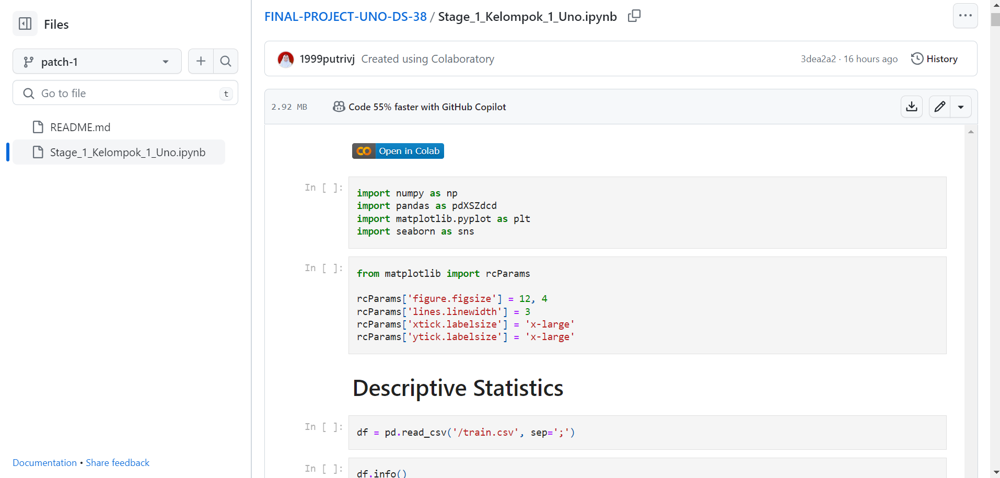 Files
patch-1
Go to file
t
README.md
Stage_1_Kelompok_1_Uno.ipynb
Documentation • Share feedback
FINAL-PROJECT-UNO-DS-38 / Stage_1_Kelompok_1_Uno.ipynb
1999putrivj Created using Colaboratory
3dea2a2 · 16 hours ago
History
2.92 MB
Code 55% faster with GitHub Copilot
Open in Colab
In [ ]:
import numpy as np
import pandas as pdXSZdcd
import matplotlib.pyplot as plt
import seaborn as sns
In [ ]:
from matplotlib import rcParams
rcParams['figure.figsize'] = 12, 4
rcParams['lines.linewidth'] = 3
rcParams['xtick.labelsize'] = 'x-large'
rcParams['ytick.labelsize'] = 'x-large'
Descriptive Statistics
In [ ]:
df = pd.read_csv('/train.csv', sep=';')
In [ ]:
df.info()